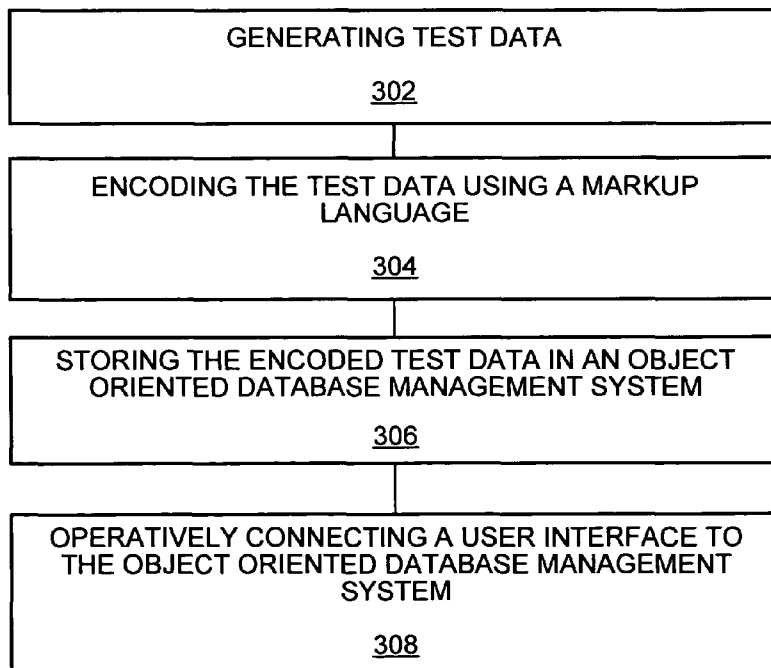 GENERATING TEST DATA
302
ENCODING THE TEST DATA USING A MARKUP
LANGUAGE
304
STORING THE ENCODED TEST DATA IN AN OBJECT
ORIENTED DATABASE MANAGEMENT SYSTEM
306
OPERATIVELY CONNECTING A USER INTERFACE TO
THE OBJECT ORIENTED DATABASE MANAGEMENT
SYSTEM
308